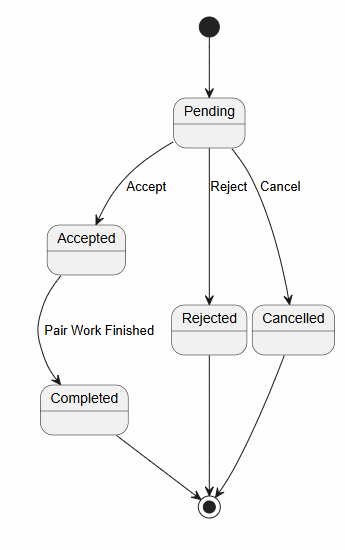 Pending
Accept
Reject
Cancel
Accepted
Rejected
Cancelled
Pair Work Finished
Completed